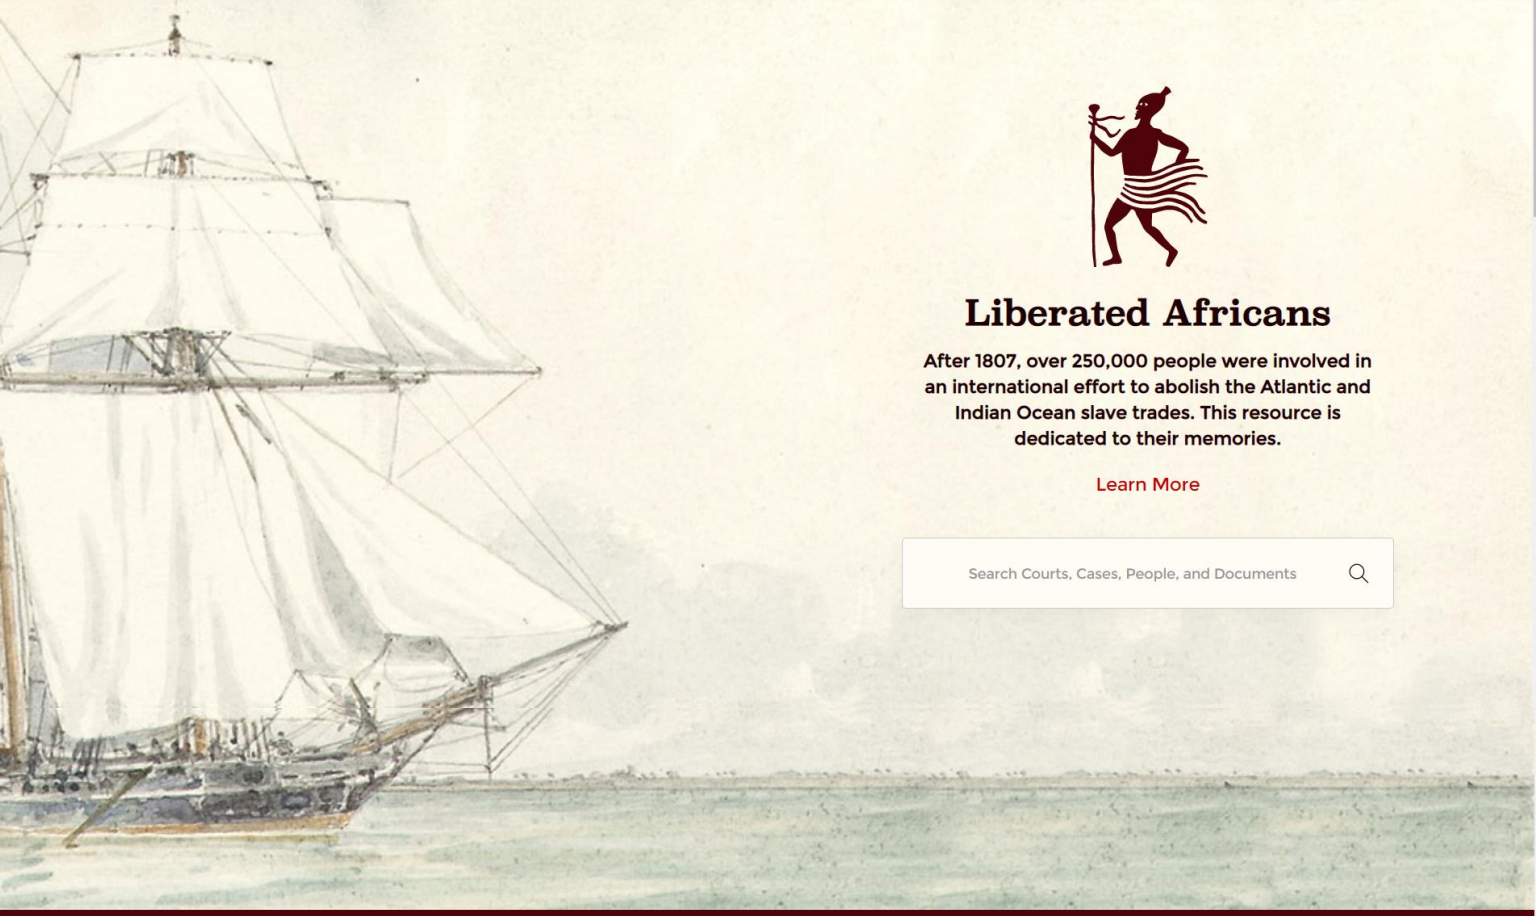 Liberated Africans
After 1807, over 250,000 people were involved in
an international effort to abolish the Atlantic and
Indian Ocean slave trades. This resource is
dedicated to their memories.
Learn More
Search Courts, Cases, People, and Documents